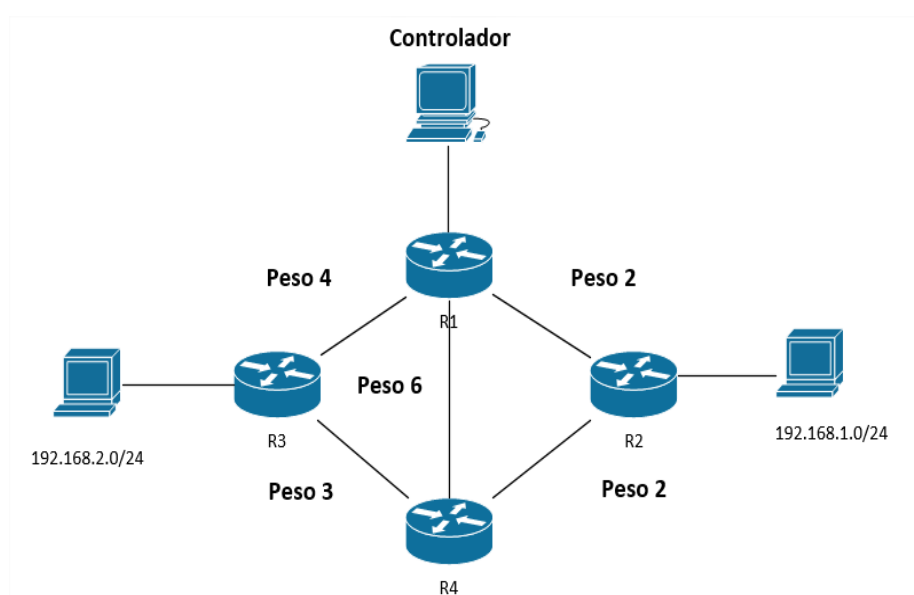 Controlador
Peso 4
Peso 2
R1
Peso 6
R3
R2
192.168.2.0/24
192.168.1.0/24
Peso 3
Peso 2
R4